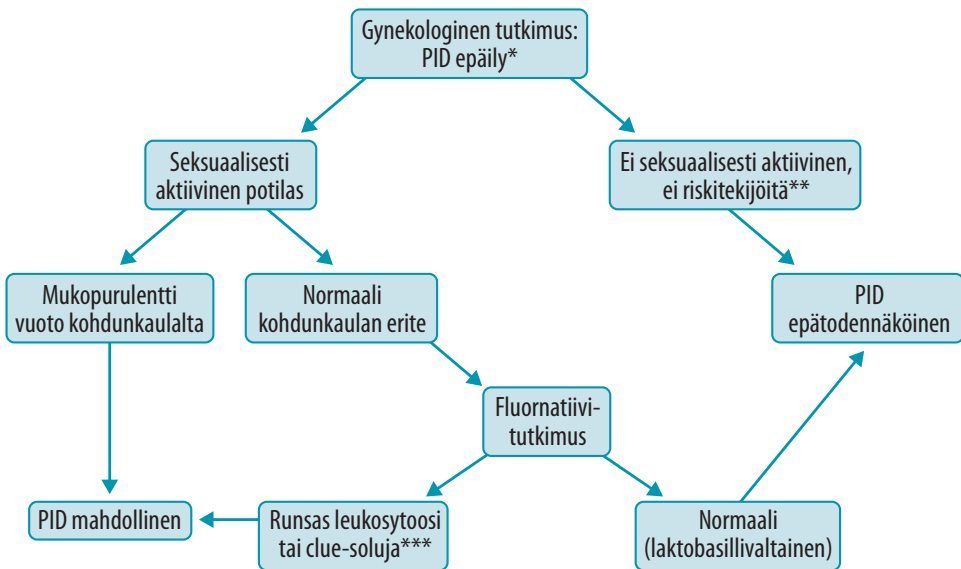 Gynekologinen tutkimus:
PID epäily*
Seksuaalisesti
aktiivinen potilas
Ei seksuaalisesti aktiivinen,
ei riskitekijöitä**
Mukopurulentti
vuoto kohdunkaulalta
Normaali
kohdunkaulan erite
PID
epätodennäköinen
Fluornatiivi-
tutkimus
PID mahdollinen
Runsas leukosytoosi
tai clue-soluja***
Normaali
(laktobasillivaltainen)